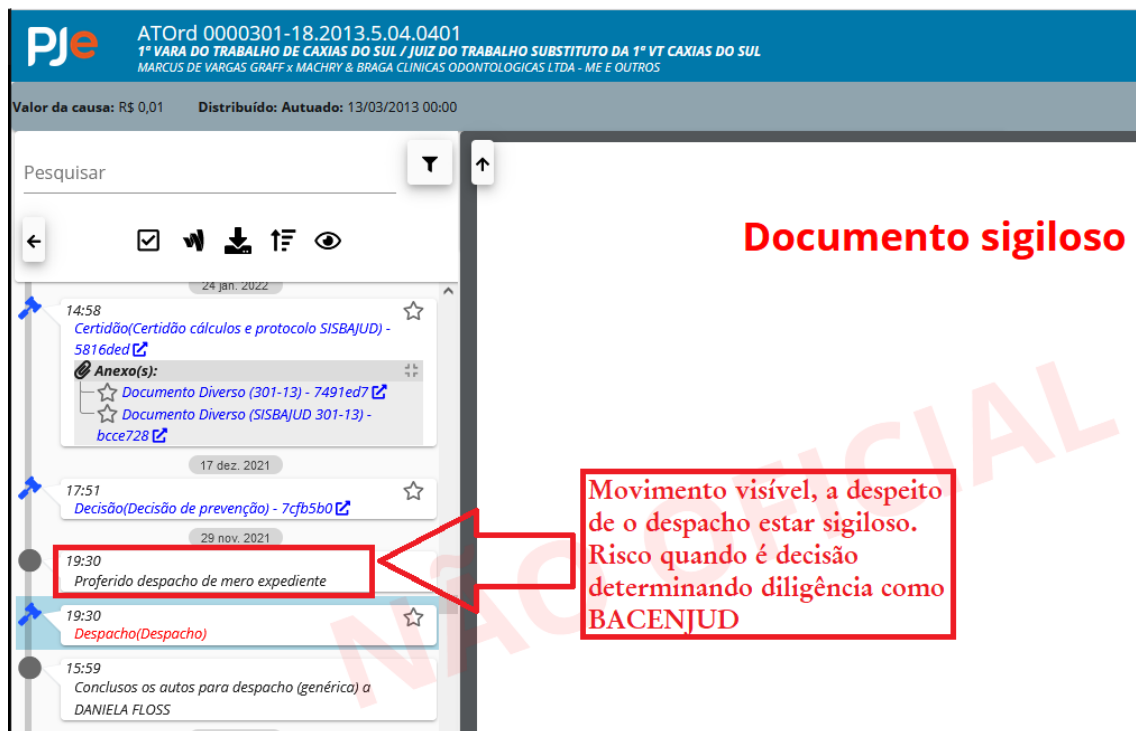 PJe
ATOrd 0000301-18.2013.5.04.0401
1ª VARA DO TRABALHO DE CAXIAS DO SUL / JUIZ DO TRABALHO SUBSTITUTO DA 1ª VT CAXIAS DO SUL
MARCUS DE VARGAS GRAFF x MACHRY & BRAGA CLINICAS ODONTOLOGICAS LTDA - ME E OUTROS
Valor da causa: R$ 0,01 Distribuído: Autuado: 13/03/2013 00:00
Pesquisar
24 jan. 2022
14:58
Certidão(Certidão cálculos e protocolo SISBAJUD) -
5816ded
Anexo(s):
Documento Diverso (301-13) - 7491ed7
Documento Diverso (SISBAJUD 301-13) -
bcce728
17 dez. 2021
17:51
Decisão(Decisão de prevenção) - 7cfb5b0
29 nov. 2021
19:30
Proferido despacho de mero expediente
19:30
Despacho(Despacho)
15:59
Conclusos os autos para despacho (genérica) a
DANIELA FLOSS
Documento sigiloso
NÃO OFICIAL
Movimento visível, a despeito
de o despacho estar sigiloso.
Risco quando é decisão
determinando diligência como
BACENJUD